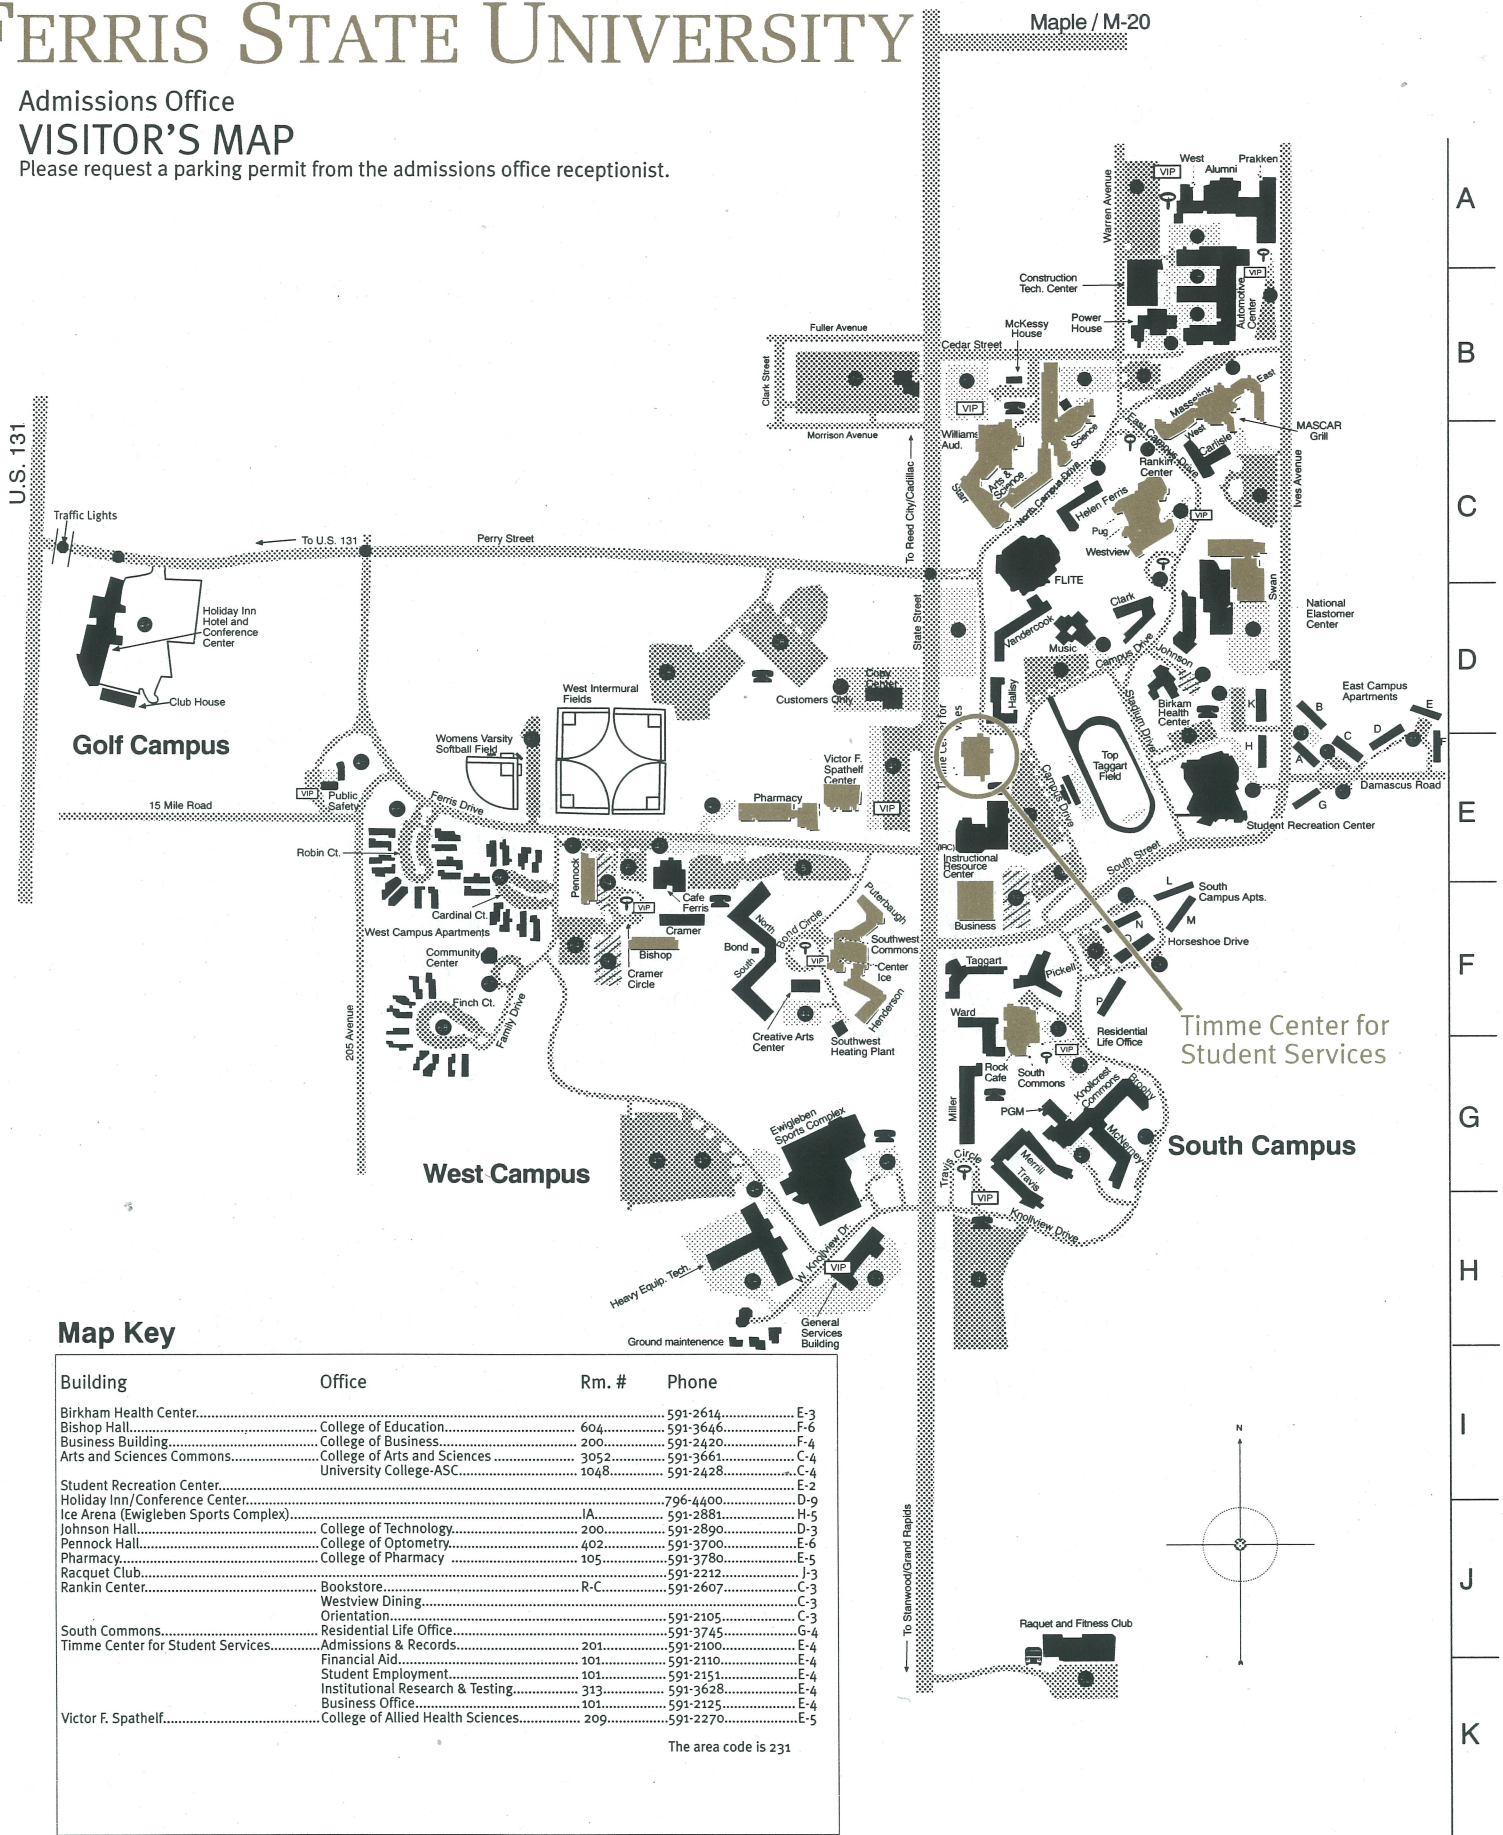 FERRIS STATE UNIVERSITY
Admissions Office
VISITOR'S MAP
Please request a parking permit from the admissions office receptionist.
Maple / M-20
Warren Avenue
VIP
West
Alumni
Prakken
A
VIP
Construction
Tech. Center
Power
House
Automotive
Center
McKessy
House
Fuller Avenue
Cedar Street
Clark Street
Morrison Avenue
B
VIP
Masselink
East
West
MASCAR
Grill
Carlisle
East Campus Drive
Williams
Aud.
Science
Arts &
Science
Starr
North Campus Drive
Rankin
Center
Helen Ferris
VIP
Pug
Westview
Ives Avenue
C
U.S. 131
Traffic Lights
To U.S. 131
Perry Street
To Reed City/Cadillac
FLITE
Swan
Holiday Inn
Hotel and
Conference
Center
Club House
Golf Campus
State Street
Vandercook
Music
Clark
Campus Drive
Johnson
National
Elastomer
Center
D
West Intermural
Fields
Customers Only
Copy
Center
Hallisy
Stadium Drive
Birkam
Health
Center
K
H
East Campus
Apartments
B
E
D
C
A
F
G
Damascus Road
Womens Varsity
Softball Field
Victor F.
Spathelf
Center
Pharmacy
VIP
Top
Taggart
Field
Campus Drive
Student Recreation Center
E
VIP
Public
Safety
15 Mile Road
Ferris Drive
Robin Ct.
Cardinal Ct.
West Campus Apartments
Pennock
Cafe
Ferris
VIP
Cramer
Bishop
Cramer
Circle
(IRC)
Instructional
Resource
Center
Business
South Street
L
South
Campus Apts.
M
N
Horseshoe Drive
Puterbaugh
North
Bond Circle
Bond
South
VIP
Southwest
Commons
Center
Ice
Henderson
F
Community
Center
Finch Ct.
Family Drive
205 Avenue
Creative Arts
Center
Southwest
Heating Plant
Taggart
Pickell
P
Ward
Residential
Life Office
Timme Center for
Student Services
VIP
Rock
Cafe
South
Commons
Miller
PGM
Knollcrest
Commons
Brophy
McNerney
Merrill
Travis
Travis Circle
VIP
Knollview Drive
South Campus
G
West Campus
Ewigleben
Sports Complex
Heavy Equip. Tech.
W. Knollview Dr.
VIP
General
Services
Building
Ground maintenence
H
Map Key
Building Office Rm. # Phone
Birkham Health Center 591-2614 E-3
Bishop Hall College of Education 604 591-3646 F-6
Business Building College of Business 200 591-2420 F-4
Arts and Sciences Commons College of Arts and Sciences 3052 591-3661 C-4
University College-ASC 1048 591-2428 C-4
Student Recreation Center E-2
Holiday Inn/Conference Center 796-4400 D-9
Ice Arena (Ewigleben Sports Complex) IA 591-2881 H-5
Johnson Hall College of Technology 200 591-2890 D-3
Pennock Hall College of Optometry 402 591-3700 E-6
Pharmacy College of Pharmacy 105 591-3780 E-5
Racquet Club 591-2212 J-3
Rankin Center Bookstore R-C 591-2607 C-3
Westview Dining C-3
Orientation 591-2105 C-3
South Commons Residential Life Office 591-3745 G-4
Timme Center for Student Services Admissions & Records 201 591-2100 E-4
Financial Aid 101 591-2110 E-4
Student Employment 101 591-2151 E-4
Institutional Research & Testing 313 591-3628 E-4
Business Office 101 591-2125 E-4
Victor F. Spathelf College of Allied Health Sciences 209 591-2270 E-5
The area code is 231
I
N
J
To Stanwood/Grand Rapids
Raquet and Fitness Club
K